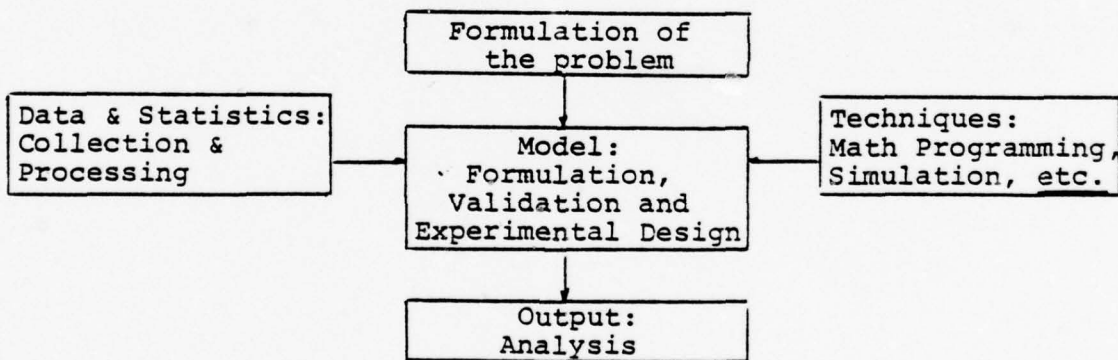 Formulation of
the problem
Data & Statistics:
Collection &
Processing
Model:
Formulation,
Validation and
Experimental Design
Techniques:
Math Programming,
Simulation, etc.
Output:
Analysis